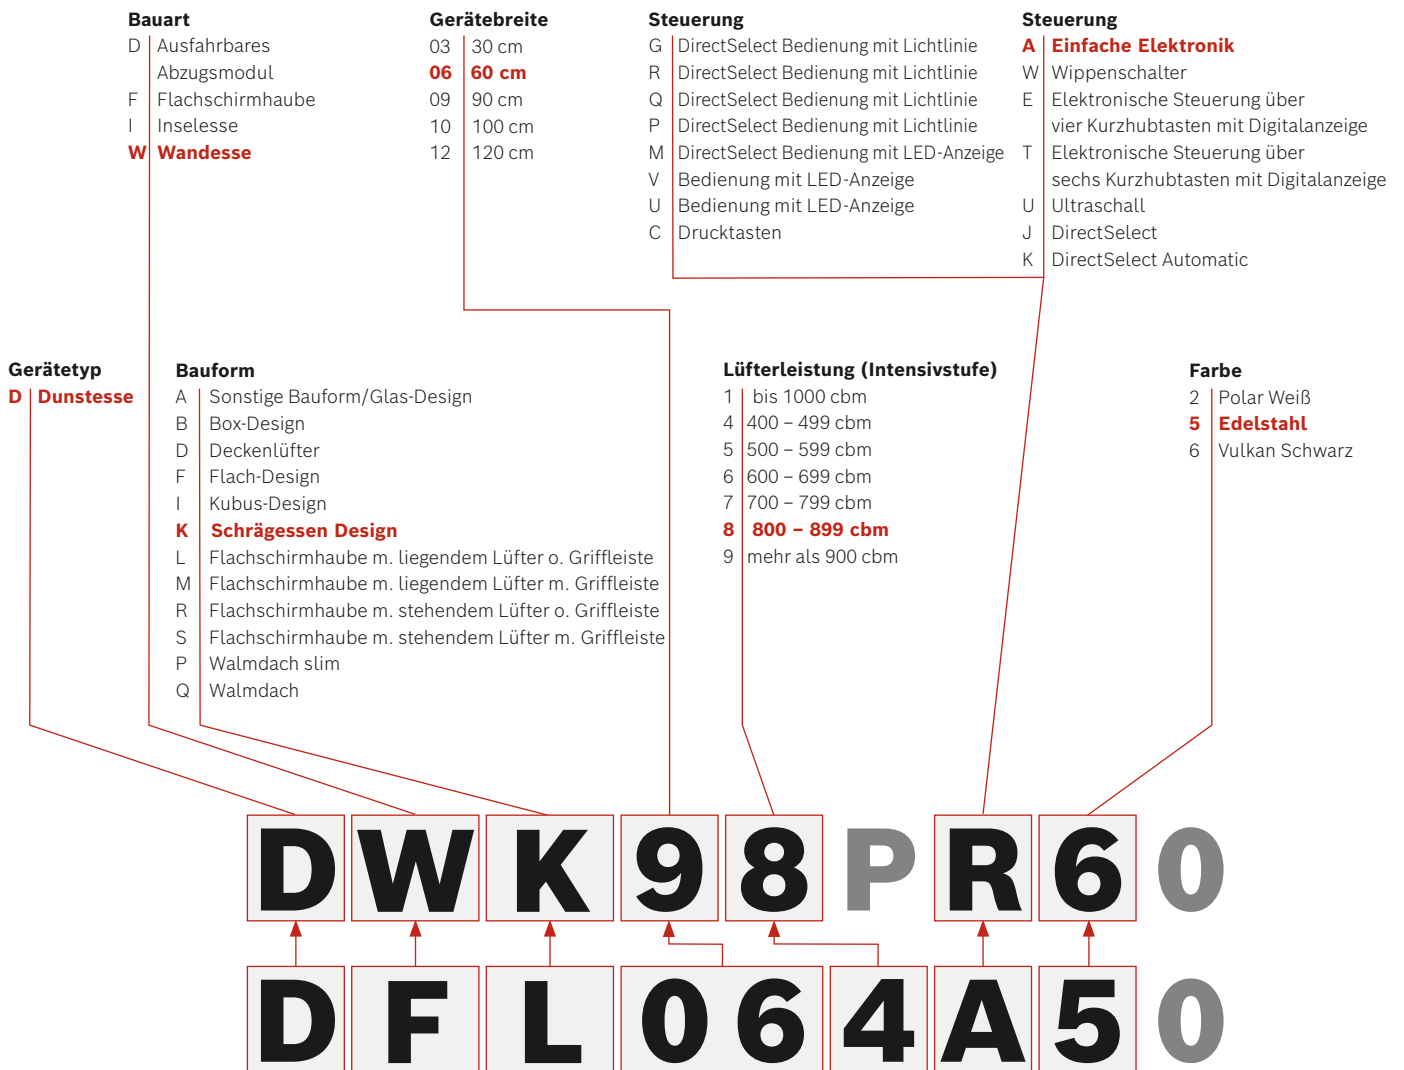 Bauart
D Ausfahrbares
Abzugsmodul
F Flachschirmhaube
I Inselesse
W Wandesse
Gerätebreite
03 30 cm
06 60 cm
09 90 cm
10 100 cm
12 120 cm
Steuerung
G DirectSelect Bedienung mit Lichtlinie
R DirectSelect Bedienung mit Lichtlinie
Q DirectSelect Bedienung mit Lichtlinie
P DirectSelect Bedienung mit Lichtlinie
M DirectSelect Bedienung mit LED-Anzeige
V Bedienung mit LED-Anzeige
U Bedienung mit LED-Anzeige
C Drucktasten
Steuerung
A Einfache Elektronik
W Wippenschalter
E Elektronische Steuerung über
vier Kurzhubtasten mit Digitalanzeige
T Elektronische Steuerung über
sechs Kurzhubtasten mit Digitalanzeige
U Ultraschall
J DirectSelect
K DirectSelect Automatic
Gerätetyp
D Dunstesse
Bauform
A Sonstige Bauform/Glas-Design
B Box-Design
D Deckenlüfter
F Flach-Design
I Kubus-Design
K Schrägessen Design
L Flachschirmhaube m. liegendem Lüfter o. Griffleiste
M Flachschirmhaube m. liegendem Lüfter m. Griffleiste
R Flachschirmhaube m. stehendem Lüfter o. Griffleiste
S Flachschirmhaube m. stehendem Lüfter m. Griffleiste
P Walmdach slim
Q Walmdach
Lüfterleistung (Intensivstufe)
1 bis 1000 cbm
4 400 – 499 cbm
5 500 – 599 cbm
6 600 – 699 cbm
7 700 – 799 cbm
8 800 – 899 cbm
9 mehr als 900 cbm
Farbe
2 Polar Weiß
5 Edelstahl
6 Vulkan Schwarz
D W K 9 8 P R 6 0
D F L 0 6 4 A 5 0